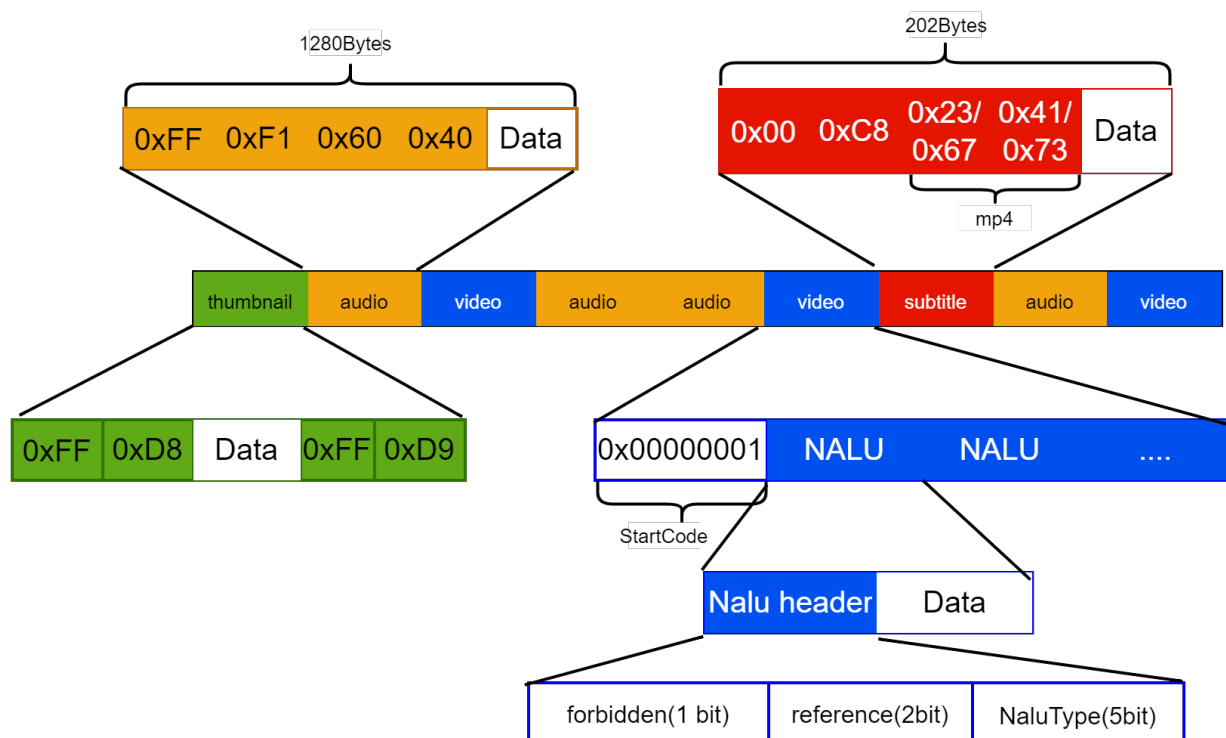 1280Bytes
202Bytes
0xFF 0xF1 0x60 0x40 Data
0x00 0xC8 0x23/ 0x41/ Data
0x67 0x73
mp4
thumbnail audio video audio audio video subtitle audio video
0xFF 0xD8 Data 0xFF 0xD9
0x00000001 NALU NALU ....
StartCode
Nalu header Data
forbidden(1 bit) reference(2bit) NaluType(5bit)